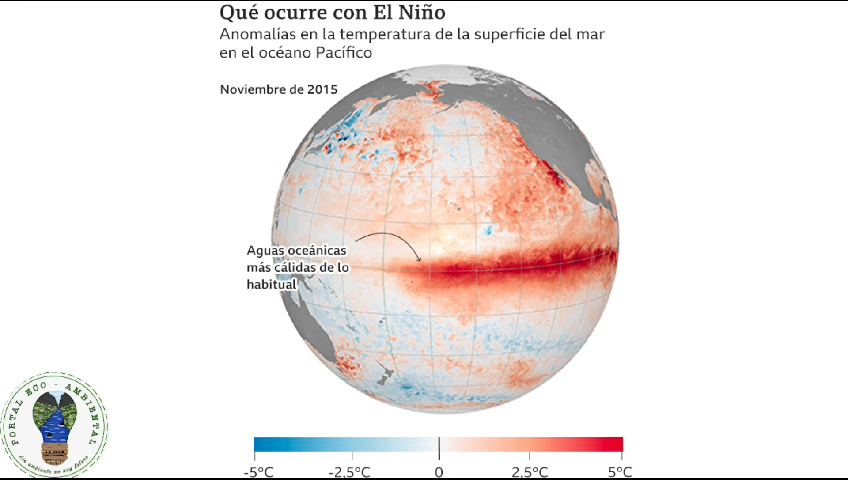 Qué ocurre con El Niño
Anomalías en la temperatura de la superficie del mar
en el océano Pacífico
Noviembre de 2015
Aguas oceánicas
más cálidas de lo
habitual
-5°C
-2,5°C
0
2,5°C
5°C
PORTAL ECO - AMBIENTAL